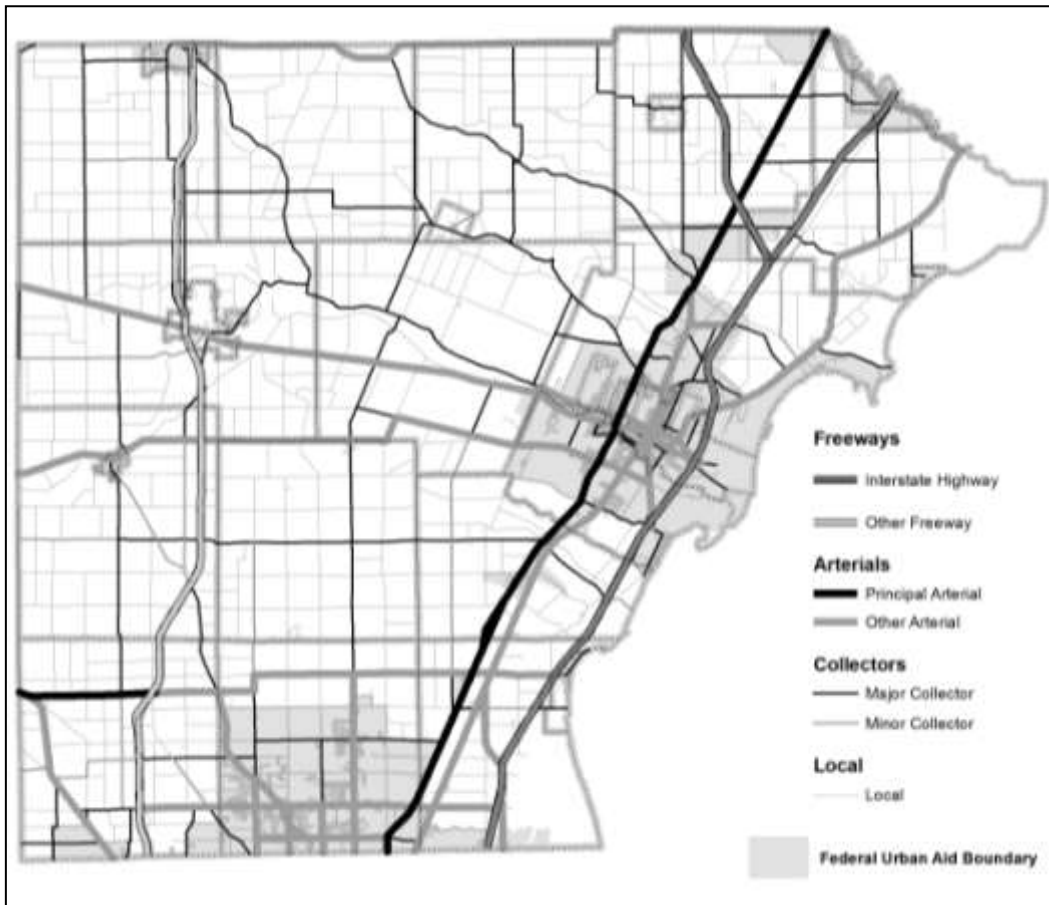 Freeways
Interstate Highway
Other Freeway
Arterials
Principal Arterial
Other Arterial
Collectors
Major Collector
Minor Collector
Local
Local
Federal Urban Aid Boundary